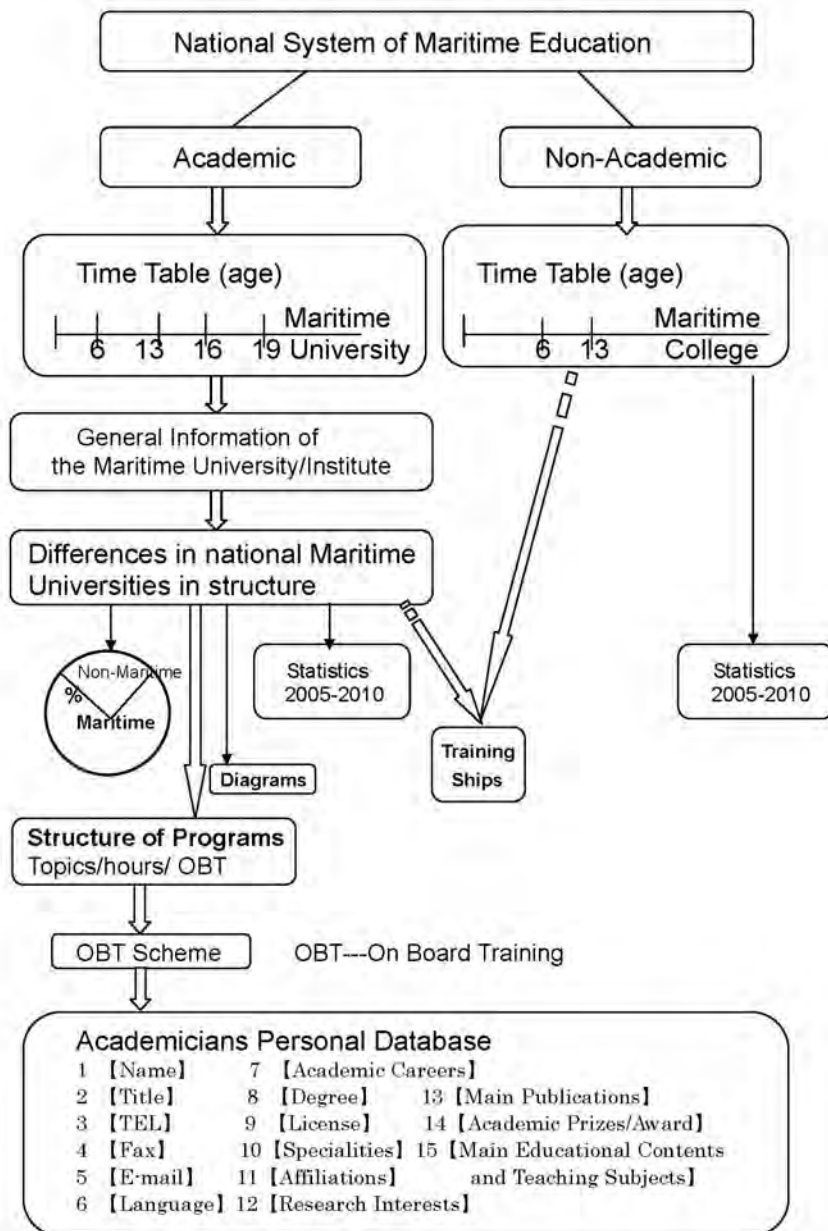 National System of Maritime Education
Academic
Non-Academic
Time Table (age)
Maritime
6 13 16 19 University
Time Table (age)
Maritime
6 13 College
General Information of
the Maritime University/Institute
Differences in national Maritime
Universities in structure
Non-Maritime
%
Maritime
Diagrams
Statistics
2005-2010
Training
Ships
Statistics
2005-2010
Structure of Programs
Topics/hours/ OBT
OBT Scheme
OBT---On Board Training
Academicians Personal Database
1 【Name】 7 【Academic Careers】
2 【Title】 8 【Degree】 13 【Main Publications】
3 【TEL】 9 【License】 14 【Academic Prizes/Award】
4 【Fax】 10 【Specialities】 15 【Main Educational Contents
5 【E-mail】 11 【Affiliations】 and Teaching Subjects】
6 【Language】 12 【Research Interests】